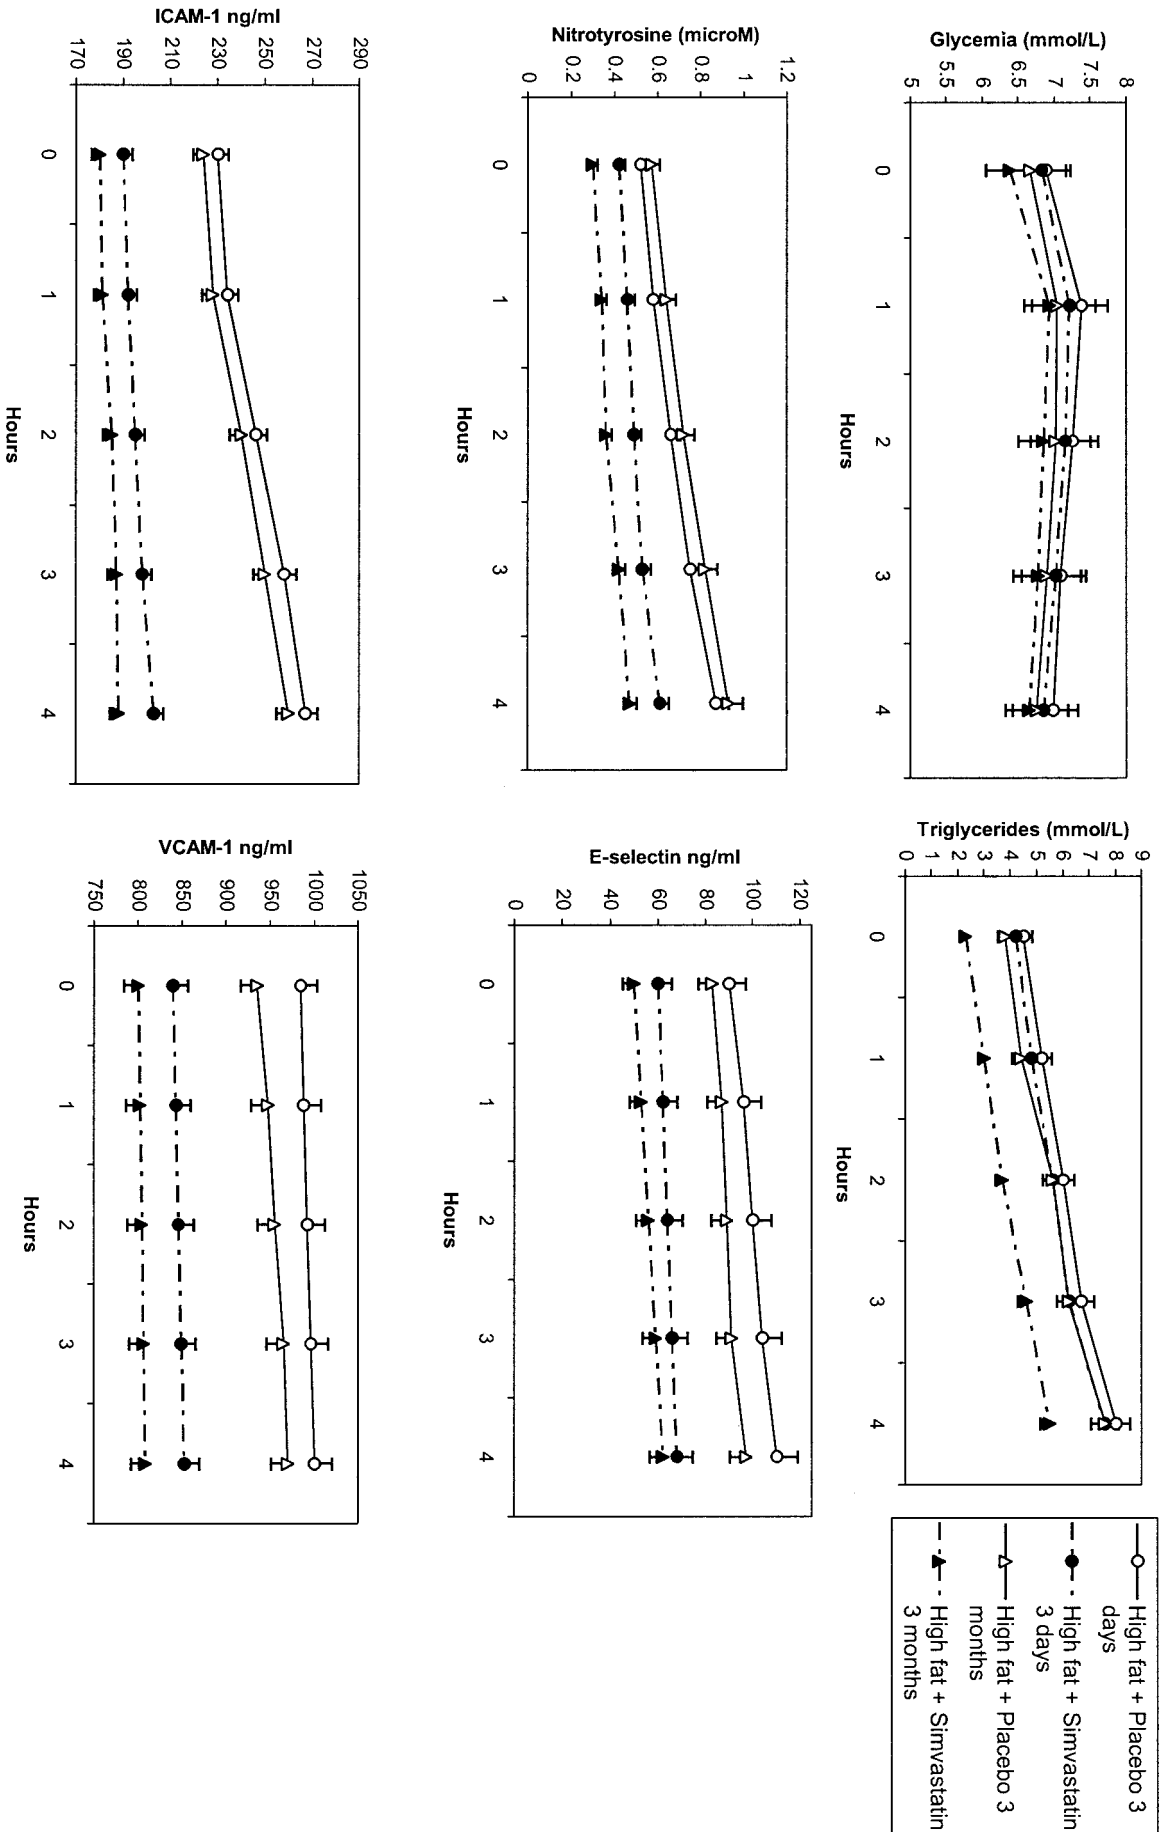 Glycemia (mmol/L)
8
7.5
7
6.5
6
5.5
5
0 1 2 3 4
Hours
Triglycerides (mmol/L)
9
8
7
6
5
4
3
2
1
0
0 1 2 3 4
Hours
High fat + Placebo 3
days
High fat + Simvastatin
3 days
High fat + Placebo 3
months
High fat + Simvastatin
3 months
Nitrotyrosine (microM)
1.2
1
0.8
0.6
0.4
0.2
0
0 1 2 3 4
Hours
E-selectin ng/ml
120
100
80
60
40
20
0
0 1 2 3 4
Hours
ICAM-1 ng/ml
290
270
250
230
210
190
170
0 1 2 3 4
Hours
VCAM-1 ng/ml
1050
1000
950
900
850
800
750
0 1 2 3 4
Hours